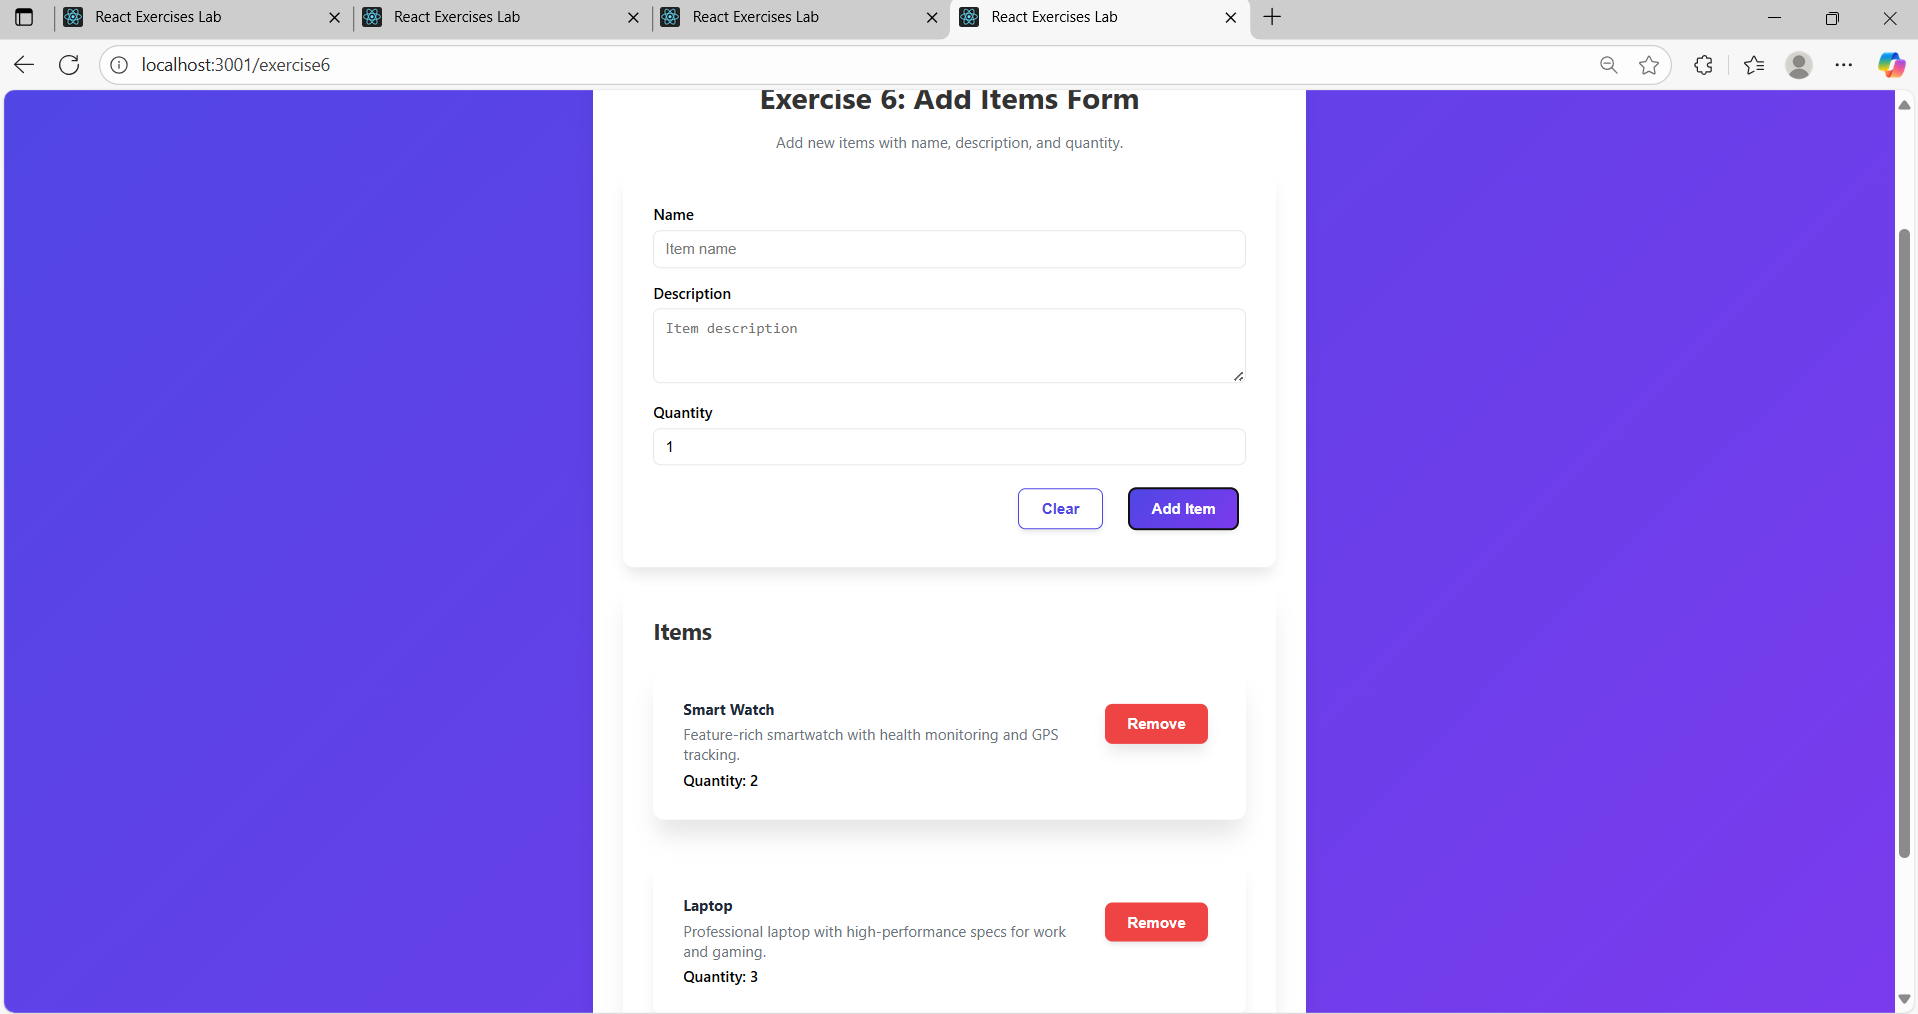 React Exercises Lab
React Exercises Lab
React Exercises Lab
React Exercises Lab
localhost:3001/exercise6
Exercise 6: Add Items Form
Add new items with name, description, and quantity.
Name
Item name
Description
Item description
Quantity
1
Clear
Add Item
Items
Smart Watch
Remove
Feature-rich smartwatch with health monitoring and GPS
tracking.
Quantity: 2
Laptop
Remove
Professional laptop with high-performance specs for work
and gaming.
Quantity: 3